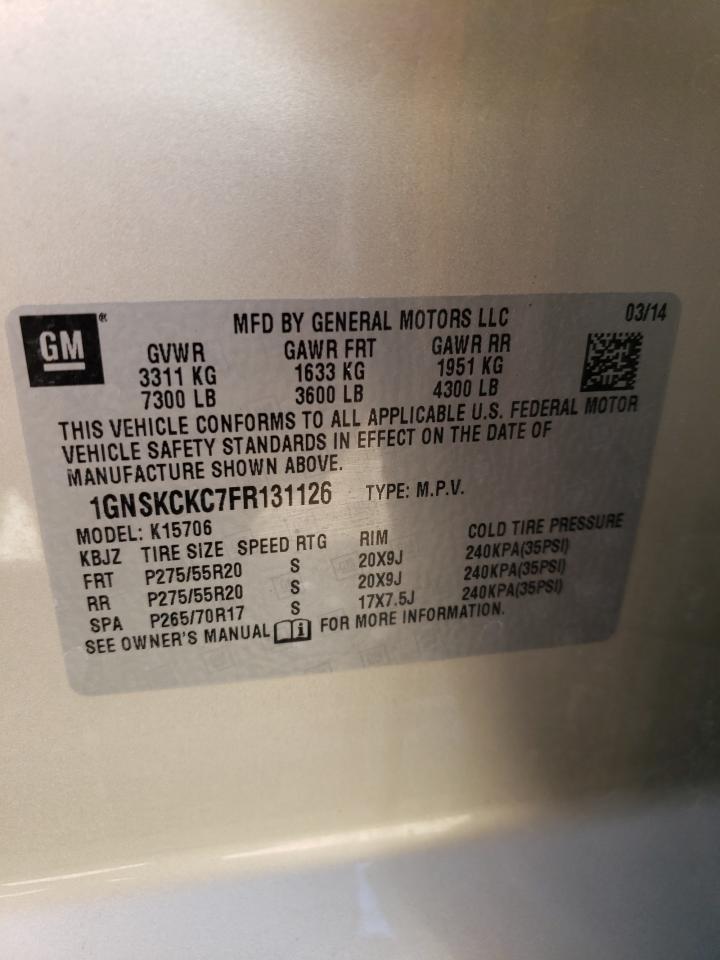 GM ® MFD BY GENERAL MOTORS LLC 03/14
GVWR GAWR FRT GAWR RR
3311 KG 1633 KG 1951 KG
7300 LB 3600 LB 4300 LB
THIS VEHICLE CONFORMS TO ALL APPLICABLE U.S. FEDERAL MOTOR
VEHICLE SAFETY STANDARDS IN EFFECT ON THE DATE OF
MANUFACTURE SHOWN ABOVE.
1GNSKCKC7FR131126 TYPE: M.P.V.
MODEL: K15706
KBJZ TIRE SIZE SPEED RTG RIM COLD TIRE PRESSURE
FRT P275/55R20 S 20X9J 240KPA(35PSI)
RR P275/55R20 S 20X9J 240KPA(35PSI)
SPA P265/70R17 S 17X7.5J 240KPA(35PSI)
SEE OWNER'S MANUAL i FOR MORE INFORMATION.